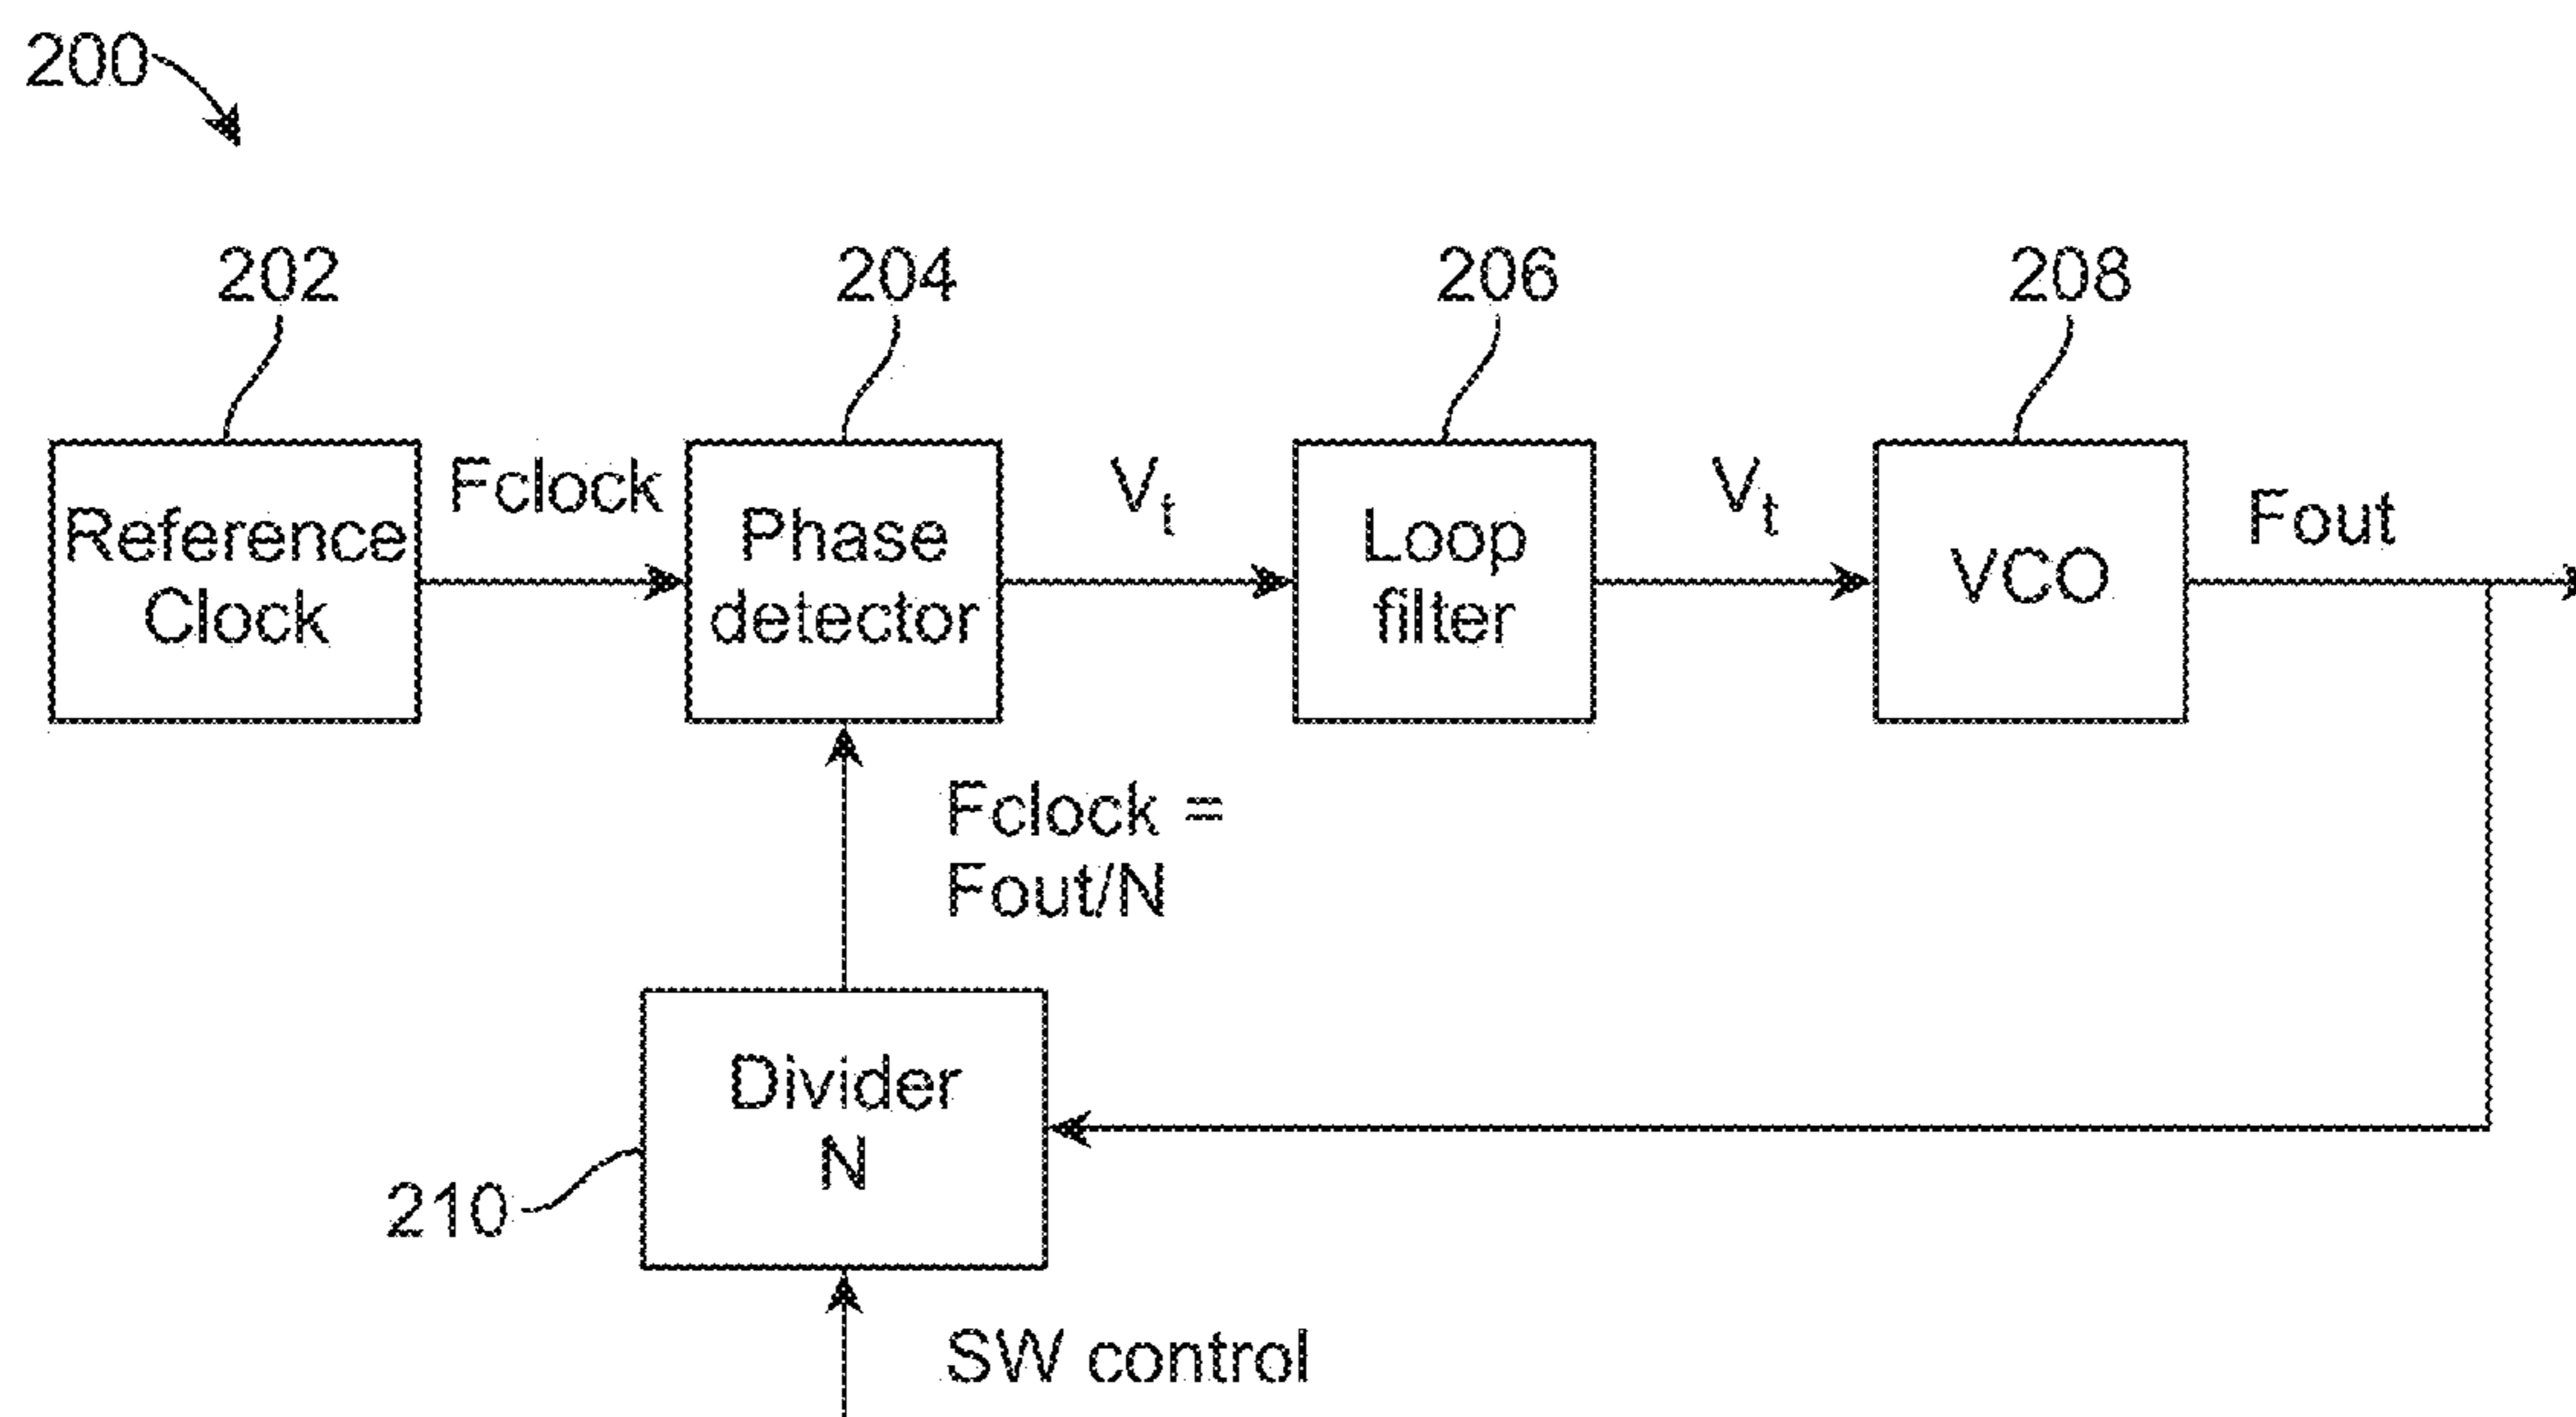 200
202
204
206
208
Reference
Clock
Fclock
Phase
detector
Vt
Loop
filter
Vt
VCO
Fout
Fclock =
Fout/N
Divider
N
210
SW control